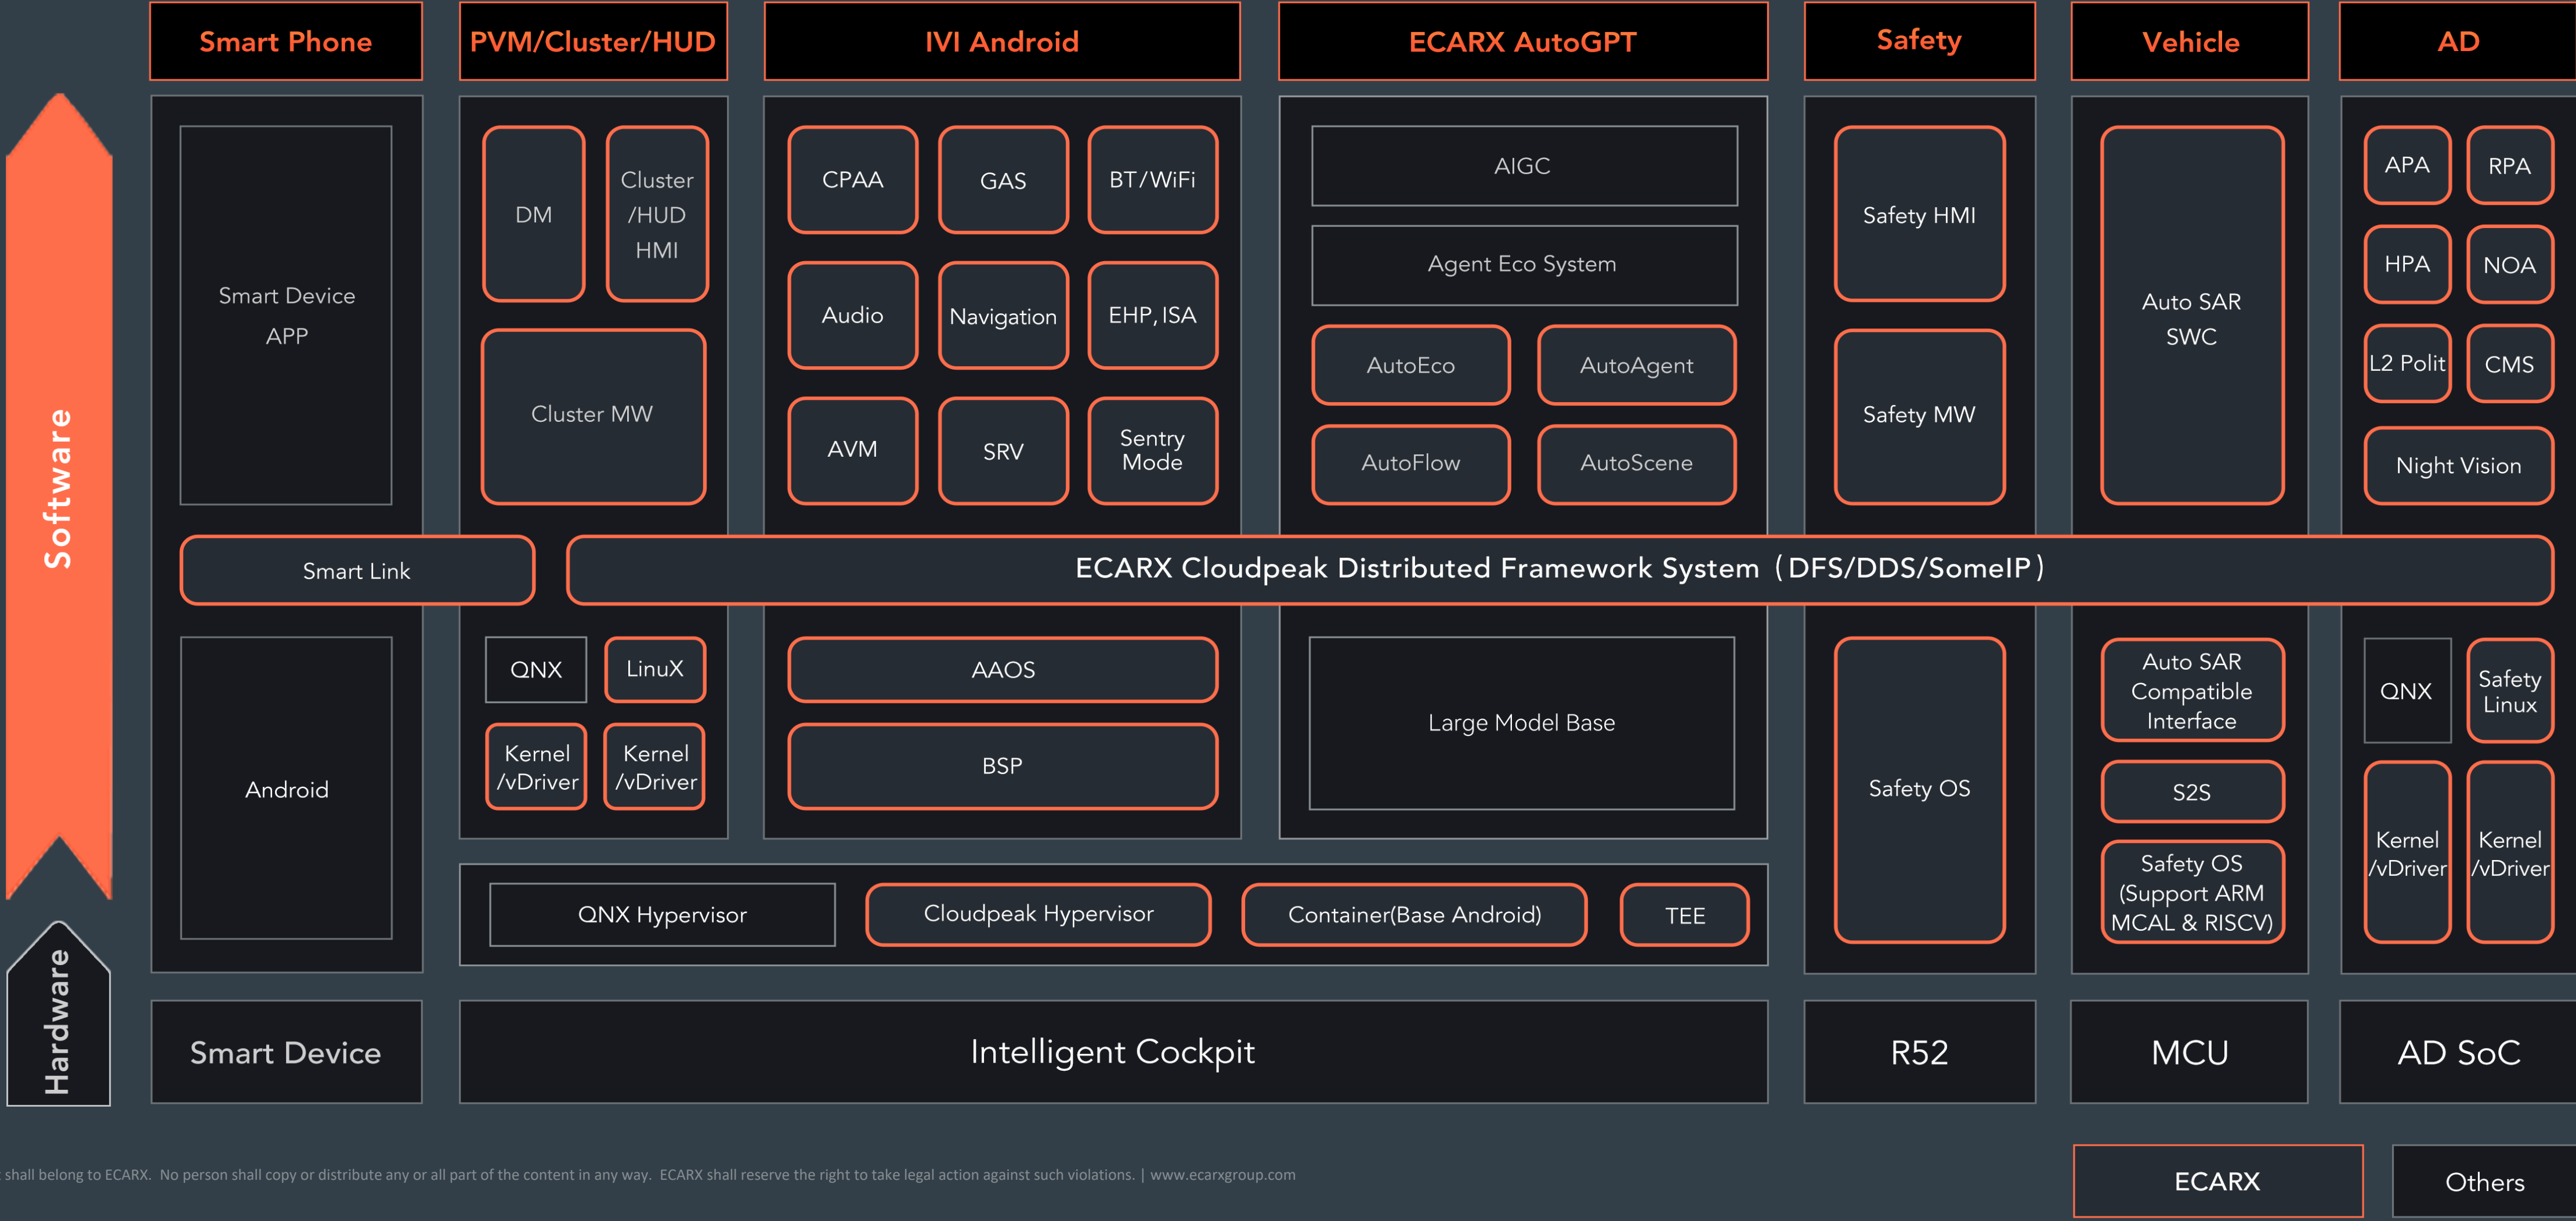 Smart Phone
PVM/Cluster/HUD
IVI Android
ECARX AutoGPT
Safety
Vehicle
AD
Software
Smart Device
APP
DM
Cluster
/HUD
HMI
Cluster MW
CPAA
GAS
BT/WiFi
Audio
Navigation
EHP, ISA
AVM
SRV
Sentry
Mode
AIGC
Agent Eco System
AutoEco
AutoAgent
AutoFlow
AutoScene
Safety HMI
Safety MW
Auto SAR
SWC
APA
RPA
HPA
NOA
L2 Polit
CMS
Night Vision
Smart Link
ECARX Cloudpeak Distributed Framework System (DFS/DDS/SomeIP)
Android
QNX
LinuX
Kernel
/vDriver
Kernel
/vDriver
AAOS
BSP
Large Model Base
Safety OS
Auto SAR
Compatible
Interface
S2S
Safety OS
(Support ARM
MCAL & RISCV)
QNX
Safety
Linux
Kernel
/vDriver
Kernel
/vDriver
QNX Hypervisor
Cloudpeak Hypervisor
Container(Base Android)
TEE
Hardware
Smart Device
Intelligent Cockpit
R52
MCU
AD SoC
shall belong to ECARX. No person shall copy or distribute any or all part of the content in any way. ECARX shall reserve the right to take legal action against such violations. | www.ecarxgroup.com
ECARX
Others